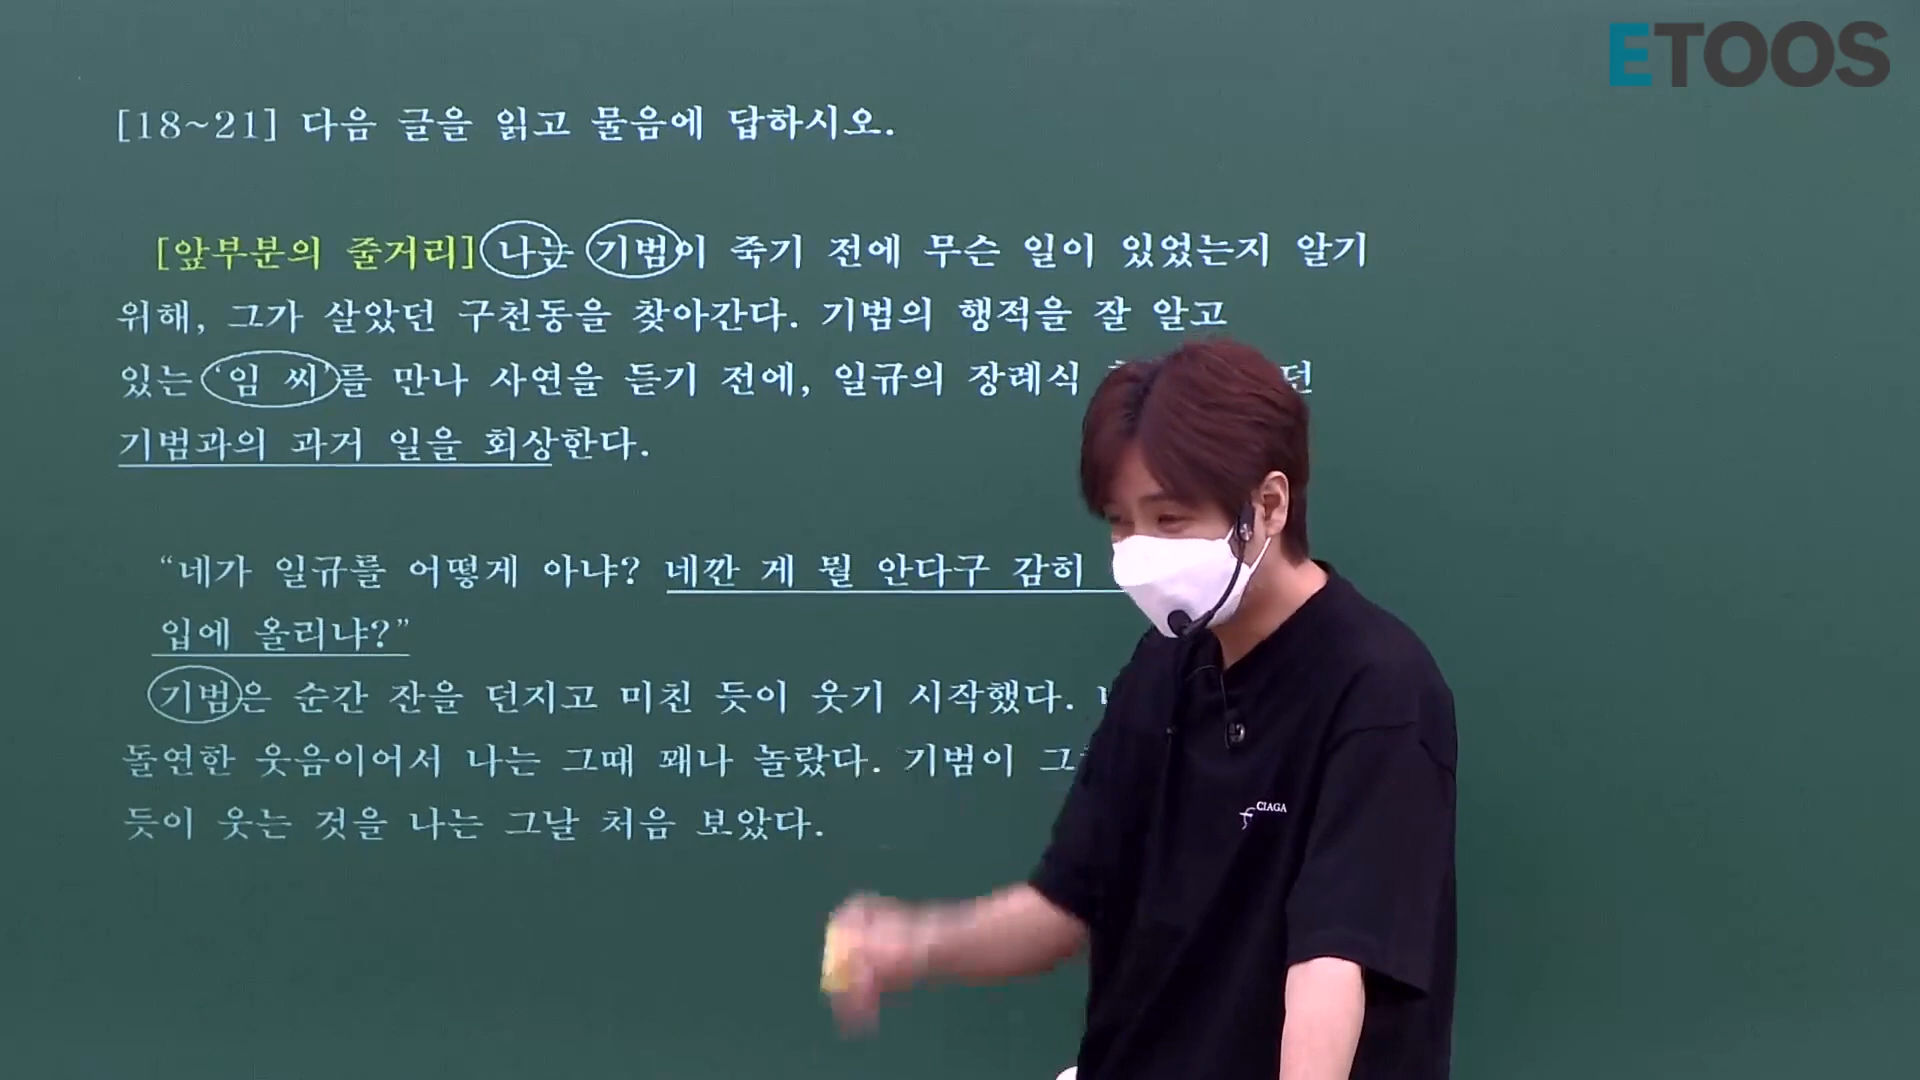 ETOOS
[18~21] 다음 글을 읽고 물음에 답하시오.
[앞부분의 줄거리] 나는 기범이 죽기 전에 무슨 일이 있었는지 알기
위해, 그가 살았던 구천동을 찾아간다. 기범의 행적을 잘 알고
있는 ‘임 씨’를 만나 사연을 듣기 전에, 일규의 장례식
기범과의 과거 일을 회상한다.
“네가 일규를 어떻게 아냐? 네깐 게 뭘 안다구 감히
입에 올리냐?”
기범은 순간 잔을 던지고 미친 듯이 웃기 시작했다.
돌연한 웃음이어서 나는 그때 꽤나 놀랐다. 기범이
듯이 웃는 것을 나는 그날 처음 보았다.
CIAGA